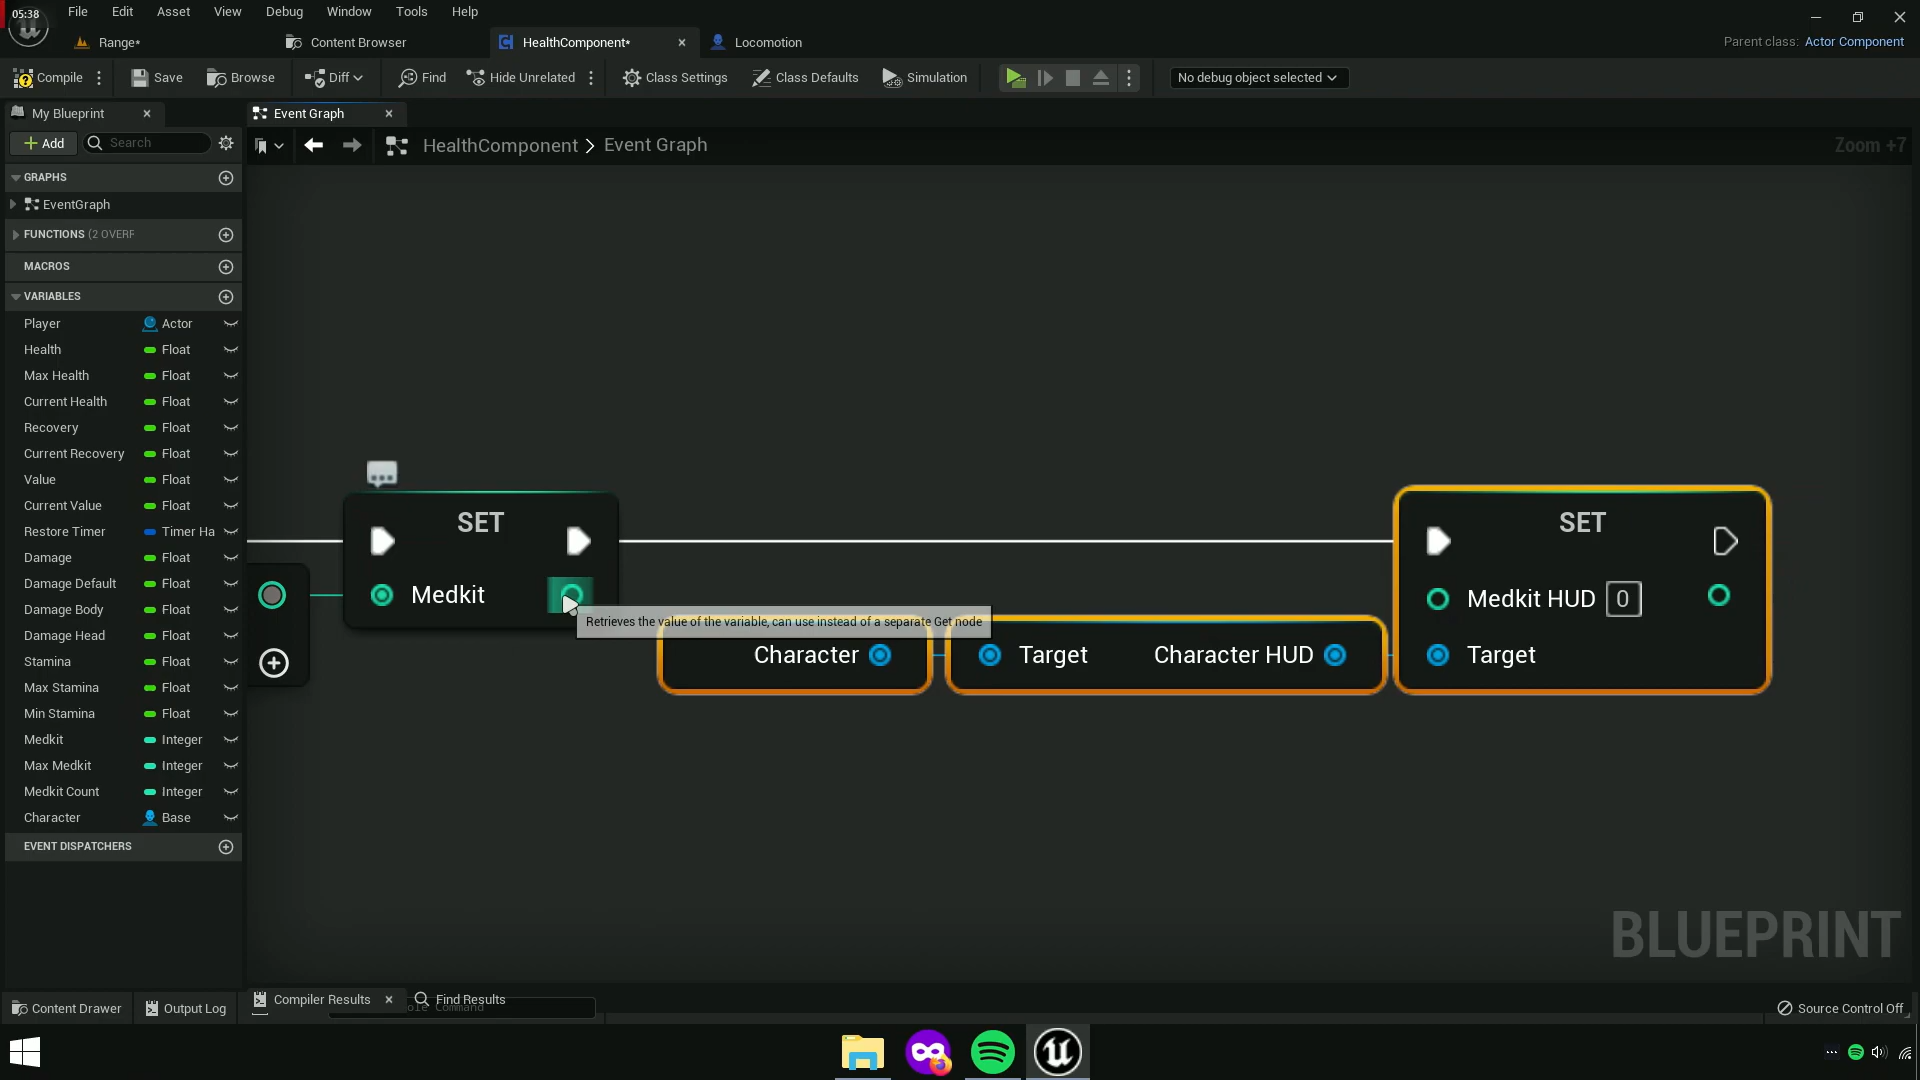 05:38
File Edit Asset View Debug Window Tools Help
Range* Content Browser HealthComponent* Locomotion
Parent class: Actor Component
Compile Save Browse Diff Find Hide Unrelated Class Settings Class Defaults Simulation No debug object selected
My Blueprint Event Graph
Add Search HealthComponent > Event Graph Zoom +7
GRAPHS
EventGraph
FUNCTIONS (2 OVERF
MACROS
VARIABLES
Player Actor
Health Float
Max Health Float
Current Health Float
Recovery Float
Current Recovery Float
Value Float
Current Value Float
Restore Timer Timer Ha
Damage Float
Damage Default Float
Damage Body Float
Damage Head Float
Stamina Float
Max Stamina Float
Min Stamina Float
Medkit Integer
Max Medkit Integer
Medkit Count Integer
Character Base
EVENT DISPATCHERS
SET
Medkit
Retrieves the value of the variable, can use instead of a separate Get node
Character
Target Character HUD
SET
Medkit HUD 0
Target
BLUEPRINT
Compiler Results Find Results
Content Drawer Output Log Command Source Control Off